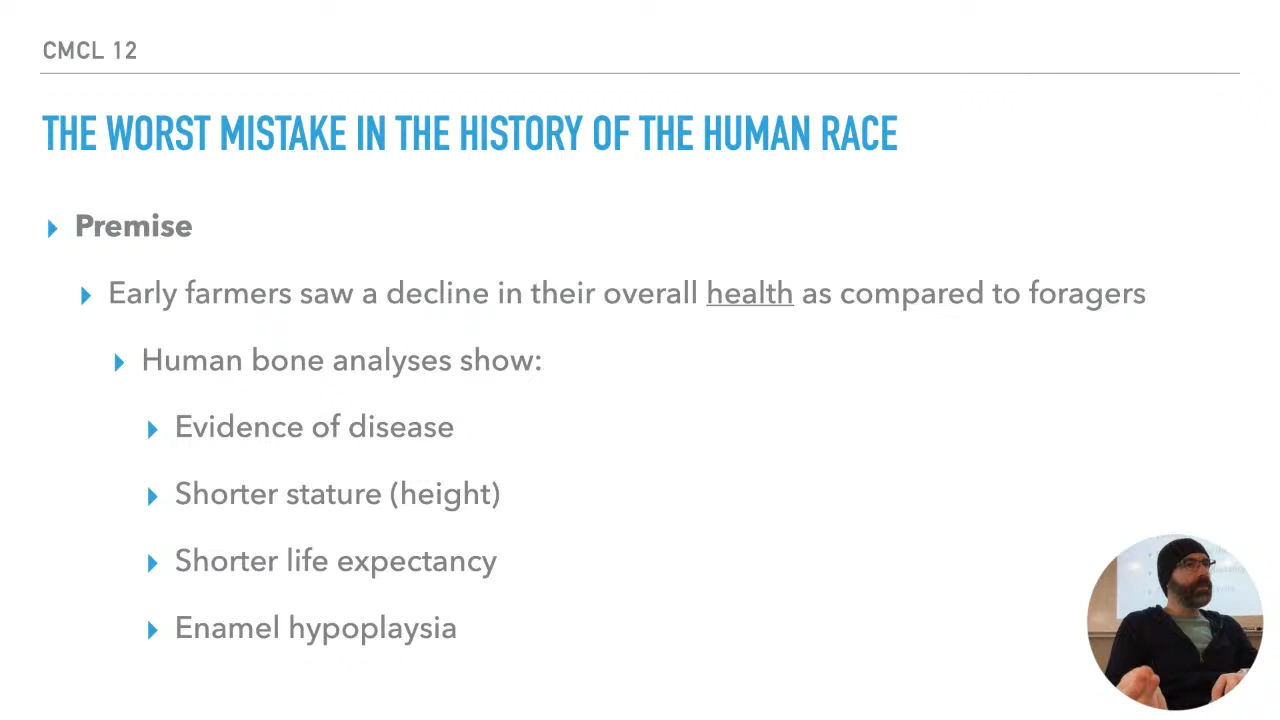 CMCL 12
THE WORST MISTAKE IN THE HISTORY OF THE HUMAN RACE
Premise
Early farmers saw a decline in their overall health as compared to foragers
Human bone analyses show:
Evidence of disease
Shorter stature (height)
Shorter life expectancy
Enamel hypoplaysia